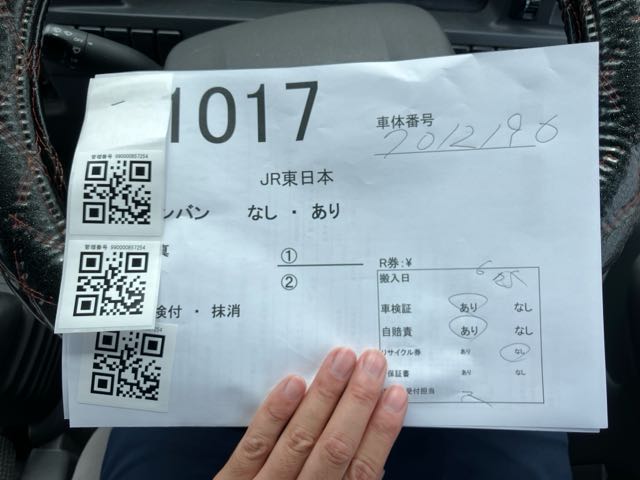 1017
車体番号
2012196
管理番号 990000857254
JR東日本
ンバン なし ・ あり
①
②
R券:¥
管理番号 990000857254
搬入日
車検証 あり なし
検付 ・ 抹消
自賠責 あり なし
リサイクル券 あり なし
保証書 あり なし
受付担当